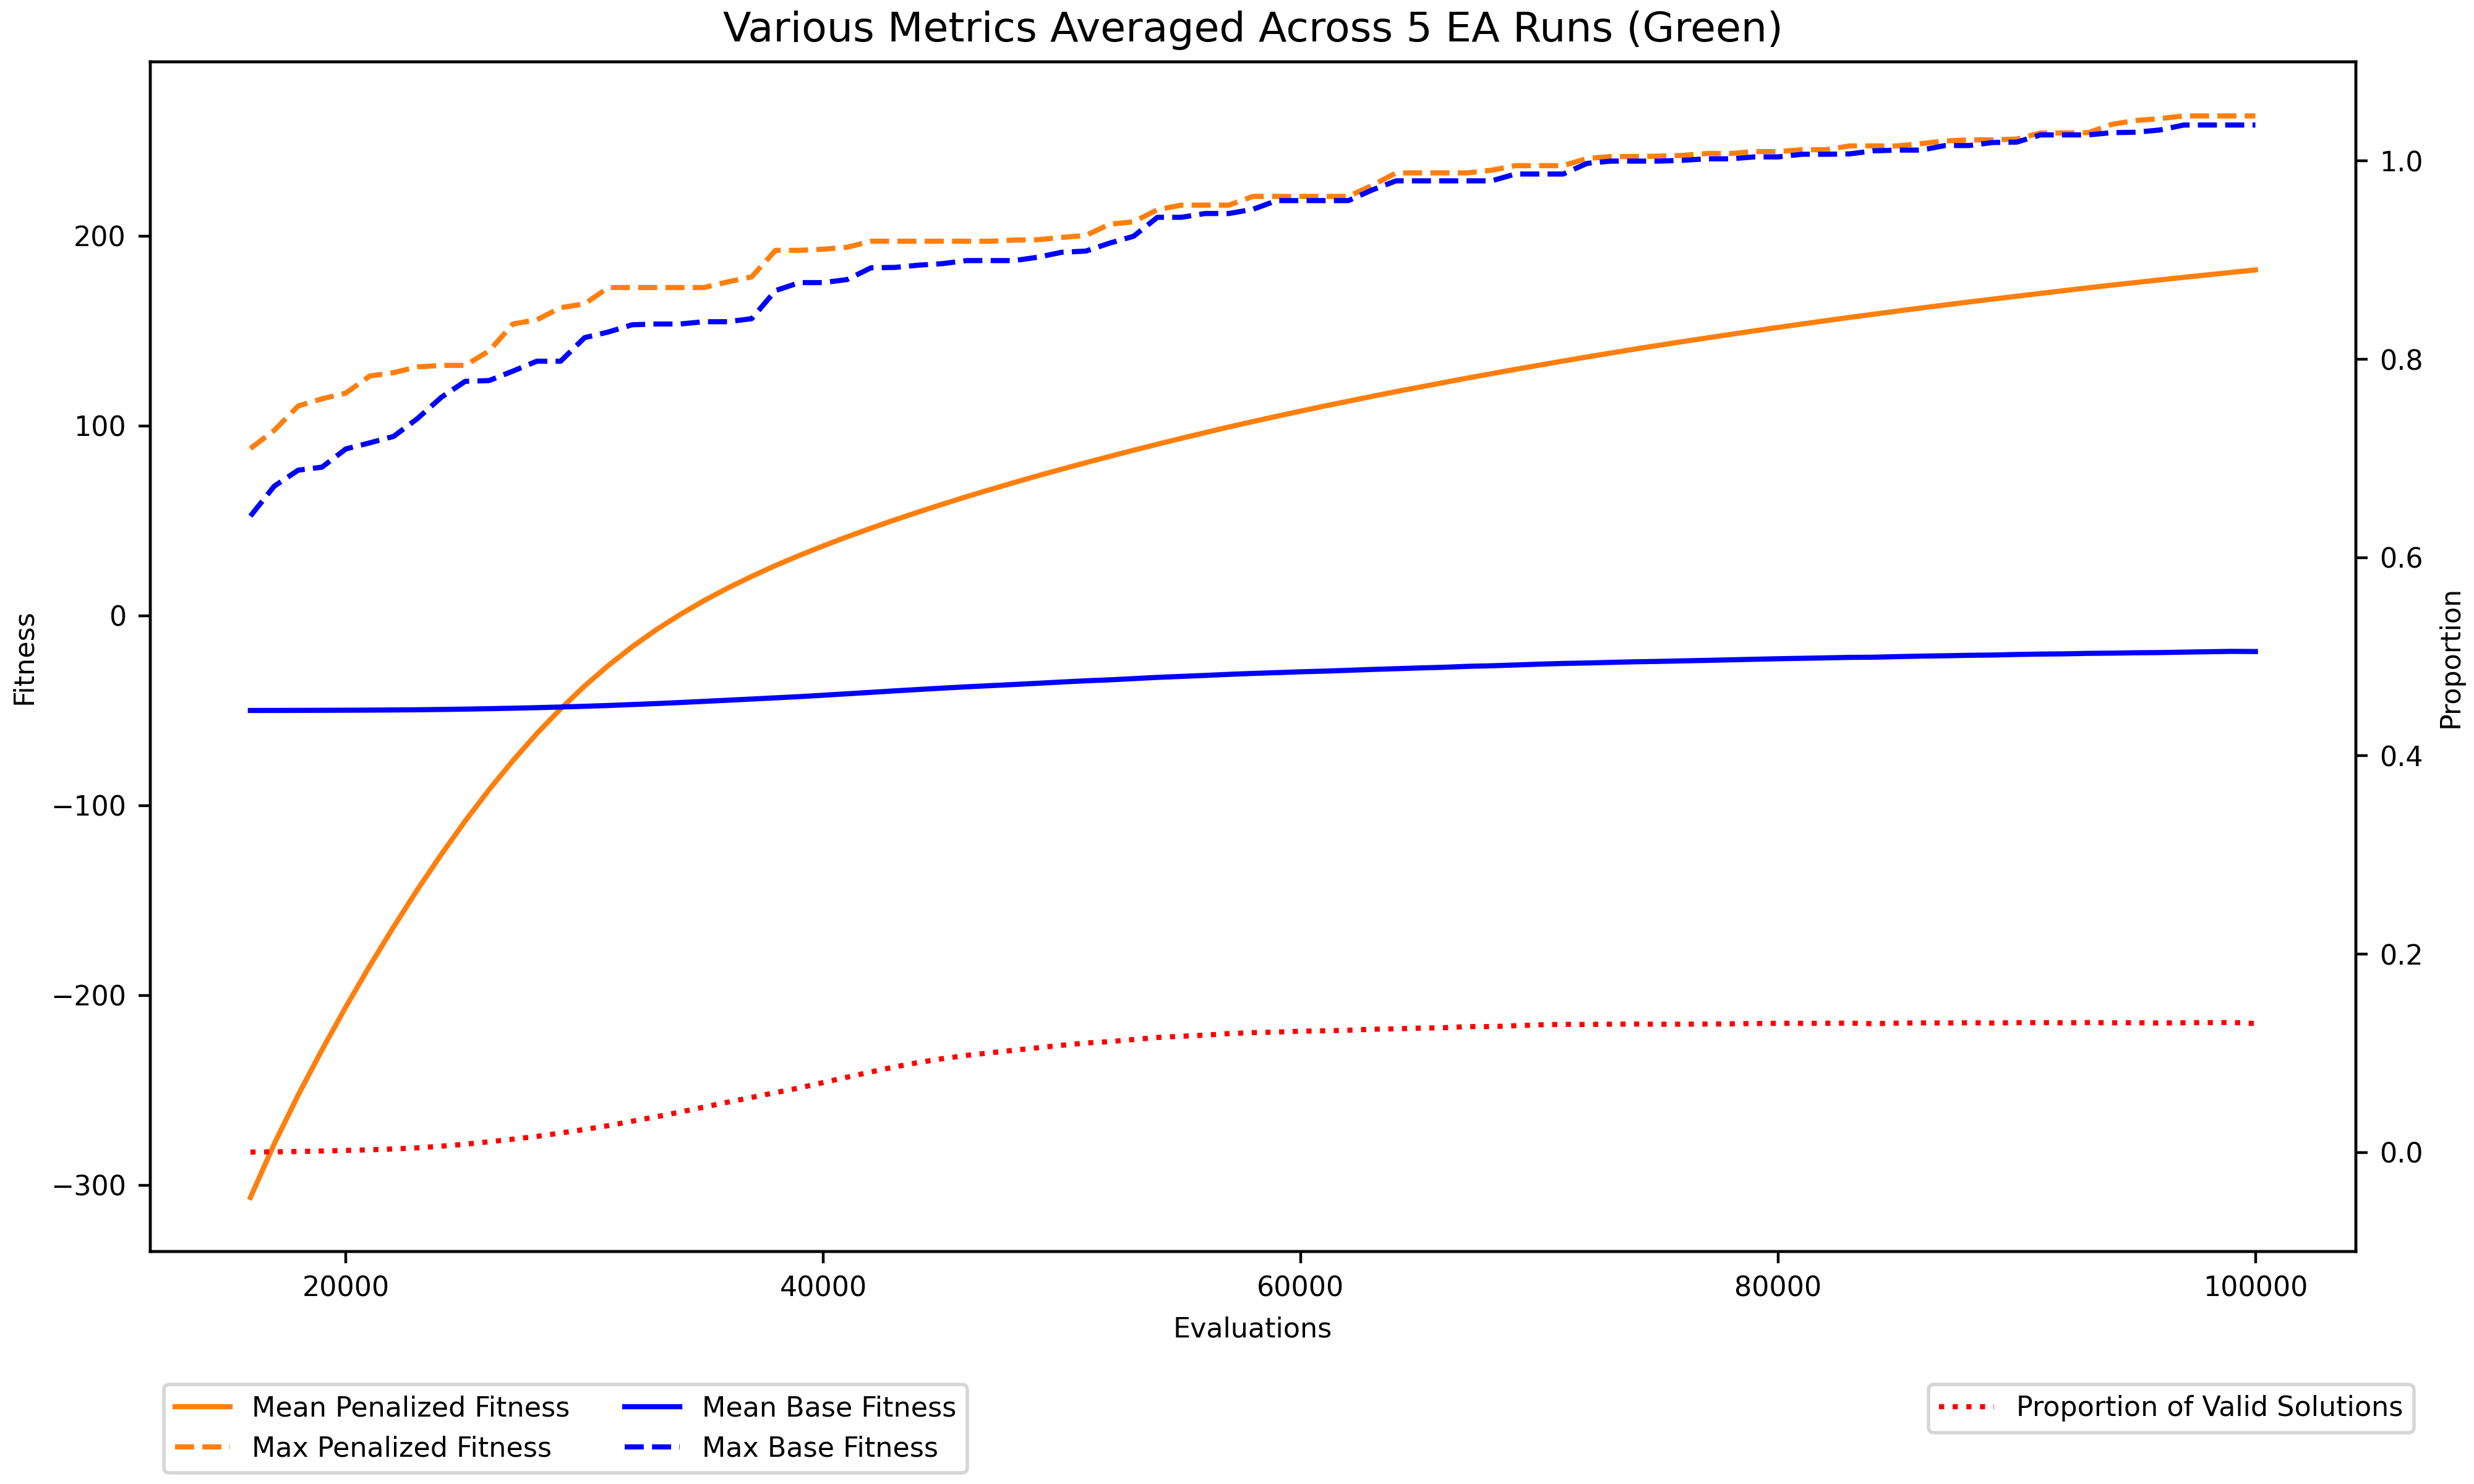 Various Metrics Averaged Across 5 EA Runs (Green)
200
100
0
−100
−200
−300
Fitness
1.0
0.8
0.6
0.4
0.2
0.0
Proportion
20000
40000
60000
80000
100000
Evaluations
Mean Penalized Fitness
Max Penalized Fitness
Mean Base Fitness
Max Base Fitness
Proportion of Valid Solutions